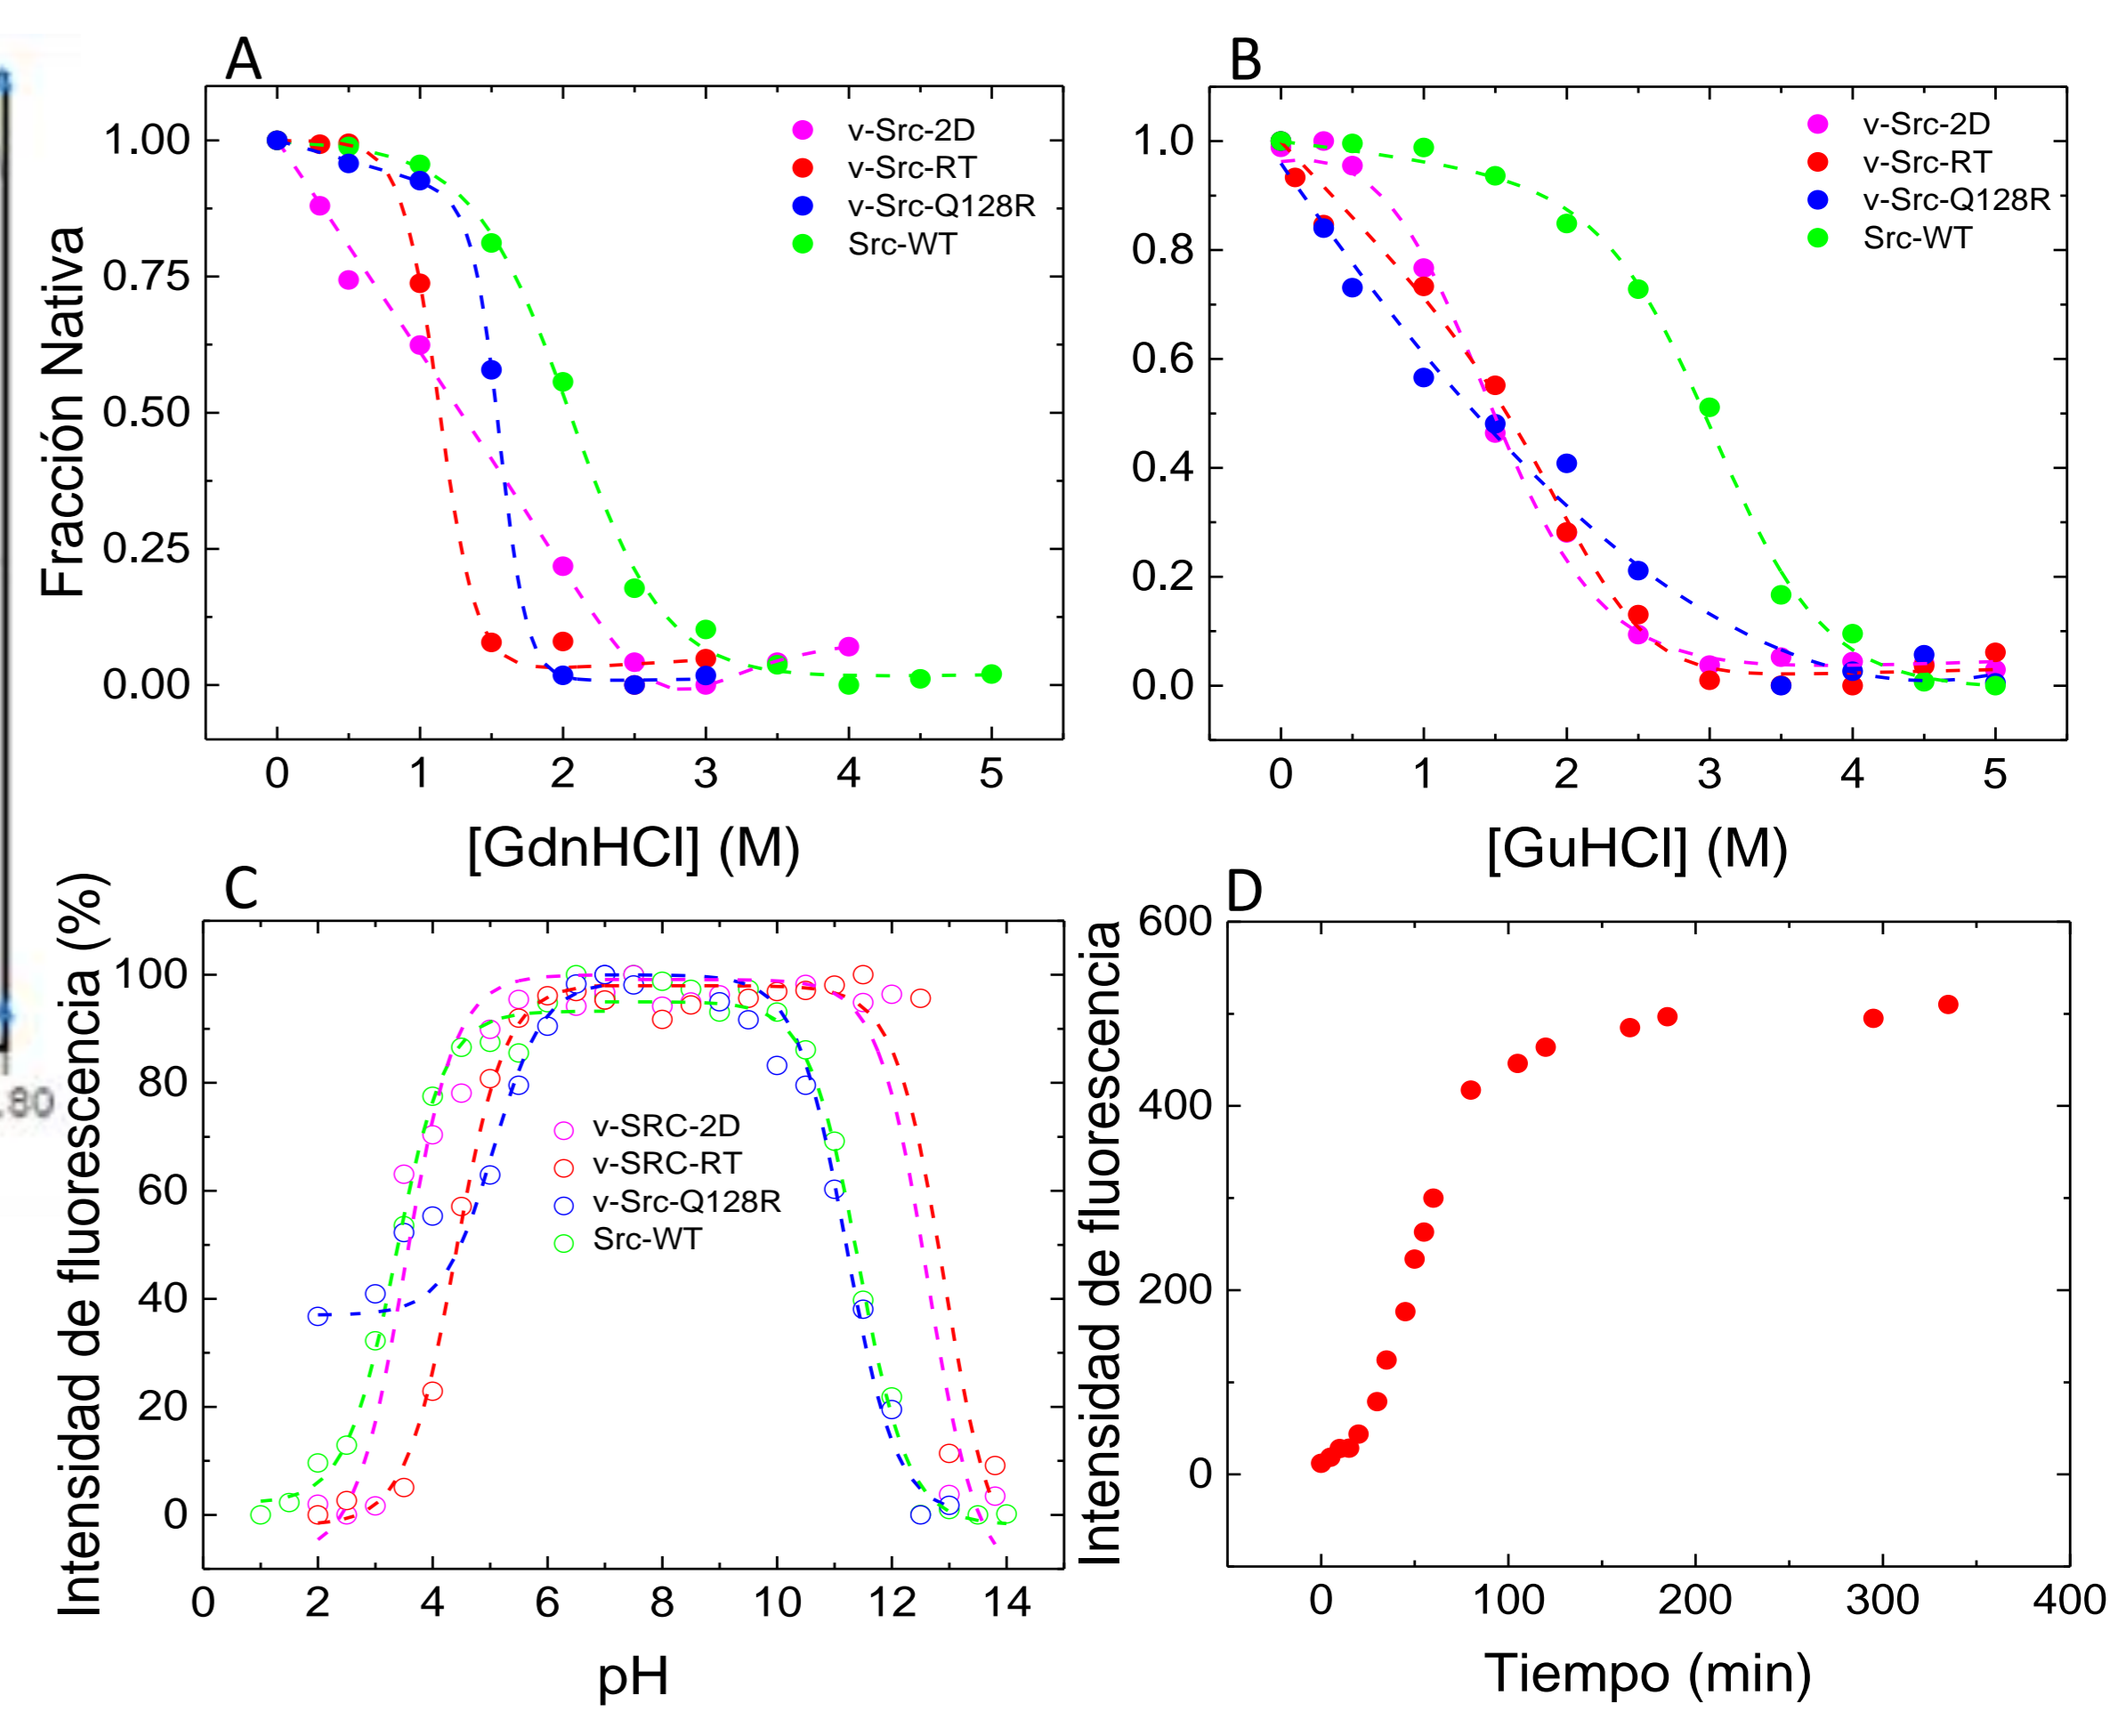 A
Fracción Nativa
1.00
0.75
0.50
0.25
0.00
v-Src-2D
v-Src-RT
v-Src-Q128R
Src-WT
0 1 2 3 4 5
[GdnHCl] (M)
B
1.0
0.8
0.6
0.4
0.2
0.0
v-Src-2D
v-Src-RT
v-Src-Q128R
Src-WT
0 1 2 3 4 5
[GuHCl] (M)
.80
C
Intensidad de fluorescencia (%)
100
80
60
40
20
0
v-SRC-2D
v-SRC-RT
v-Src-Q128R
Src-WT
0 2 4 6 8 10 12 14
pH
D
Intensidad de fluorescencia
600
400
200
0
0 100 200 300 400
Tiempo (min)